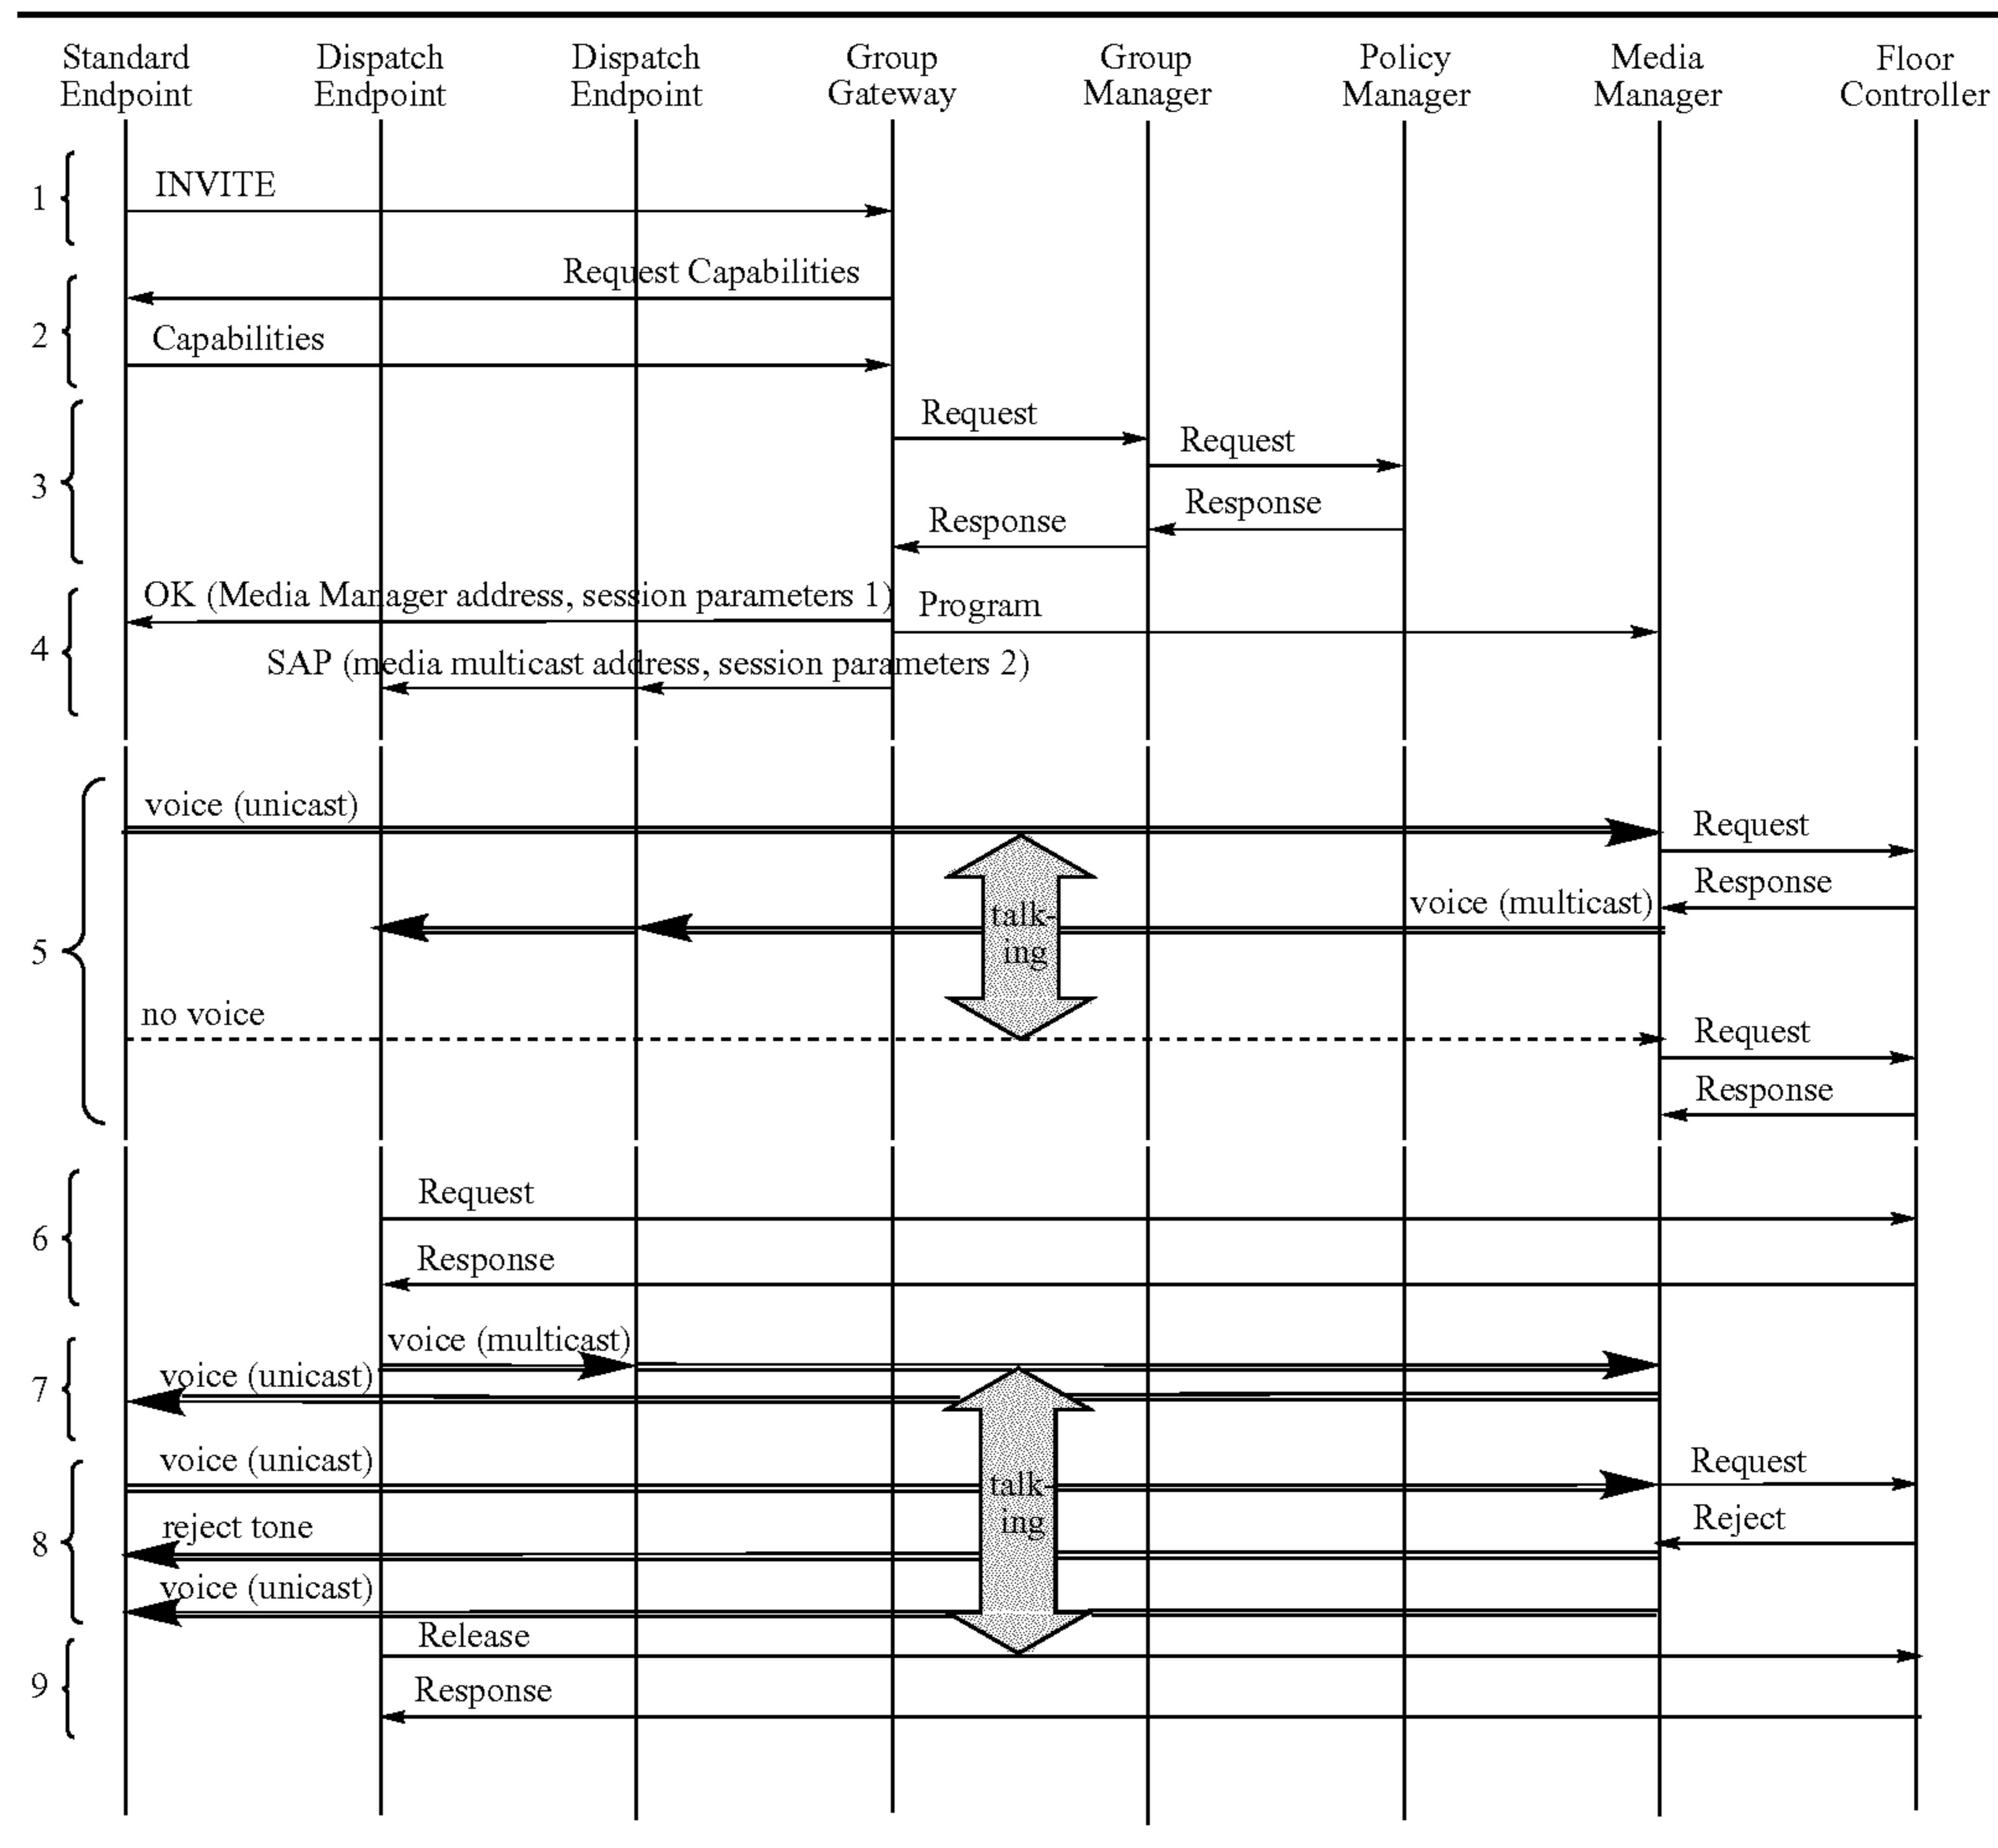 Standard Endpoint
Dispatch Endpoint
Dispatch Endpoint
Group Gateway
Group Manager
Policy Manager
Media Manager
Floor Controller
1
INVITE
2
Request Capabilities
Capabilities
3
Request
Request
Response
Response
4
OK (Media Manager address, session parameters 1)
Program
SAP (media multicast address, session parameters 2)
5
voice (unicast)
Request
Response
voice (multicast)
talk-
ing
no voice
Request
Response
6
Request
Response
7
voice (multicast)
voice (unicast)
8
voice (unicast)
Request
talk-
ing
Reject
reject tone
voice (unicast)
9
Release
Response